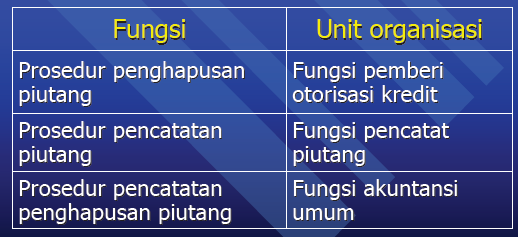 Fungsi
Unit organisasi
Prosedur penghapusan
piutang
Fungsi pemberi
otorisasi kredit
Prosedur pencatatan
piutang
Fungsi pencatat
piutang
Prosedur pencatatan
penghapusan piutang
Fungsi akuntansi
umum